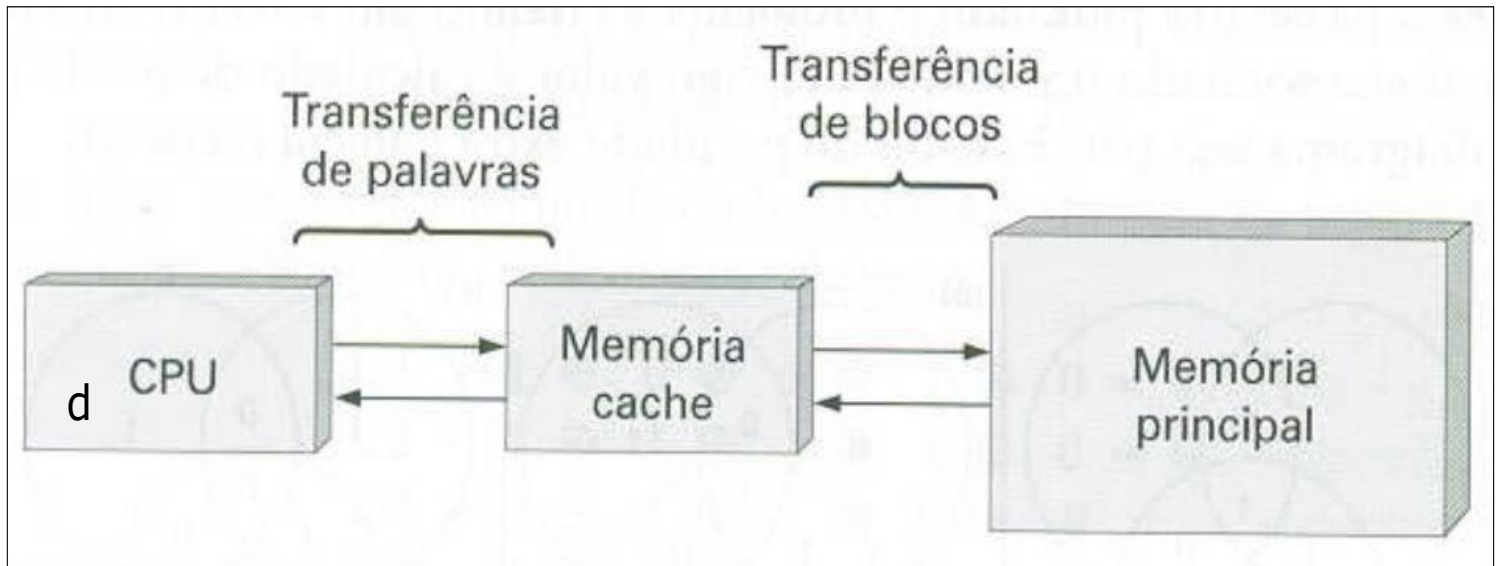 Transferência
de palavras
Transferência
de blocos
d
CPU
Memória
cache
Memória
principal